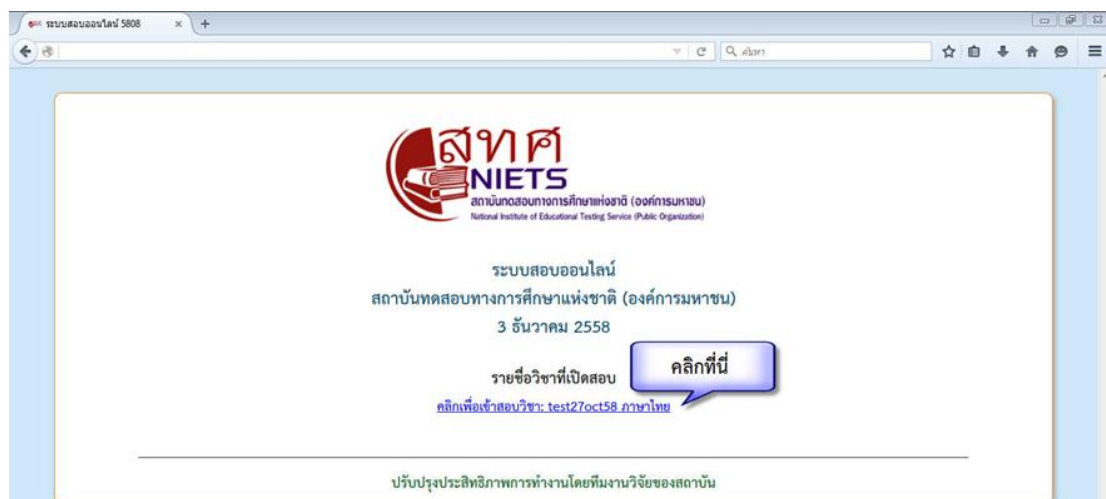 ระบบสอบออนไลน์ 5808
ค้นหา
สทศ
NIETS
สถาบันทดสอบทางการศึกษาแห่งชาติ (องค์การมหาชน)
National Institute of Educational Testing Service (Public Organization)
ระบบสอบออนไลน์
สถาบันทดสอบทางการศึกษาแห่งชาติ (องค์การมหาชน)
3 ธันวาคม 2558
รายชื่อวิชาที่เปิดสอบ
คลิกที่นี่
คลิกเพื่อเข้าสอบวิชา: test27oct58 ภาษาไทย
ปรับปรุงประสิทธิภาพการทำงานโดยทีมงานวิจัยของสถาบัน